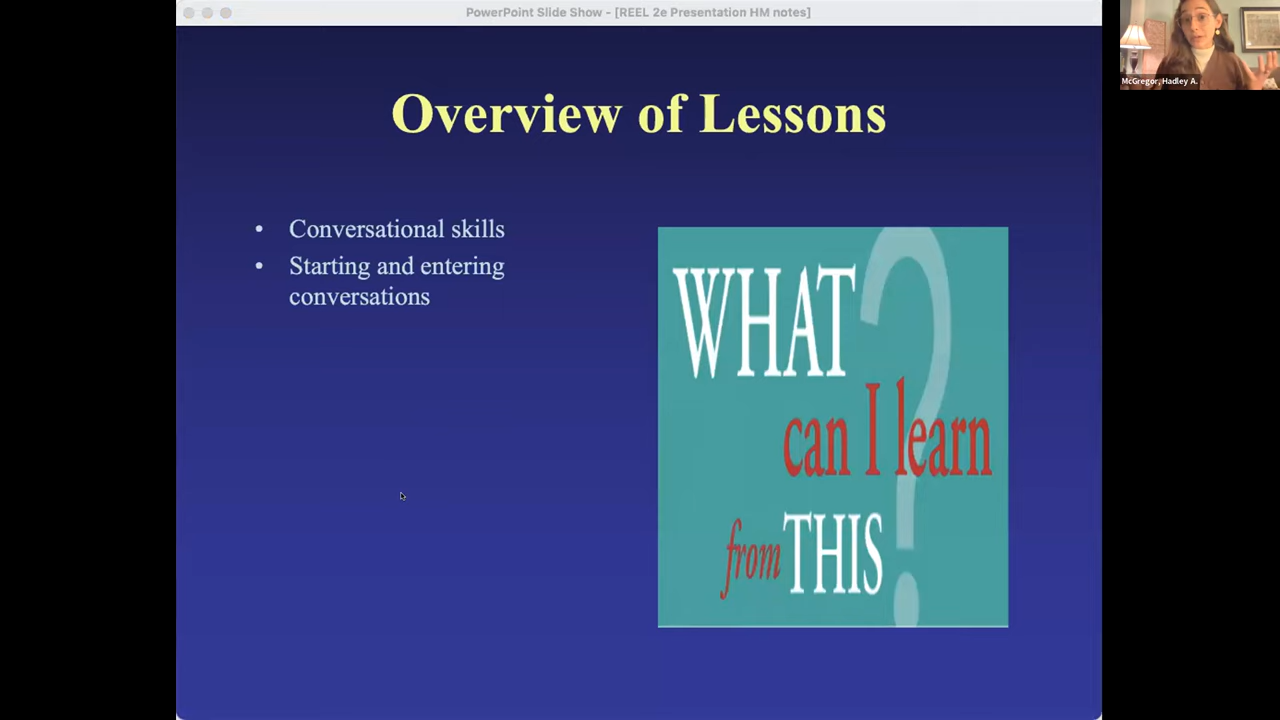 PowerPoint Slide Show - [REEL 2e Presentation HM notes]
McGregor, Hadley A.
Overview of Lessons
• Conversational skills
• Starting and entering
conversations
WHAT
can I learn
from THIS
?